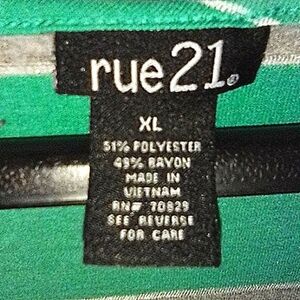 rue21®
XL
51% POLYESTER
49% RAYON
MADE IN
VIETNAM
RN# 70829
SEE REVERSE
FOR CARE